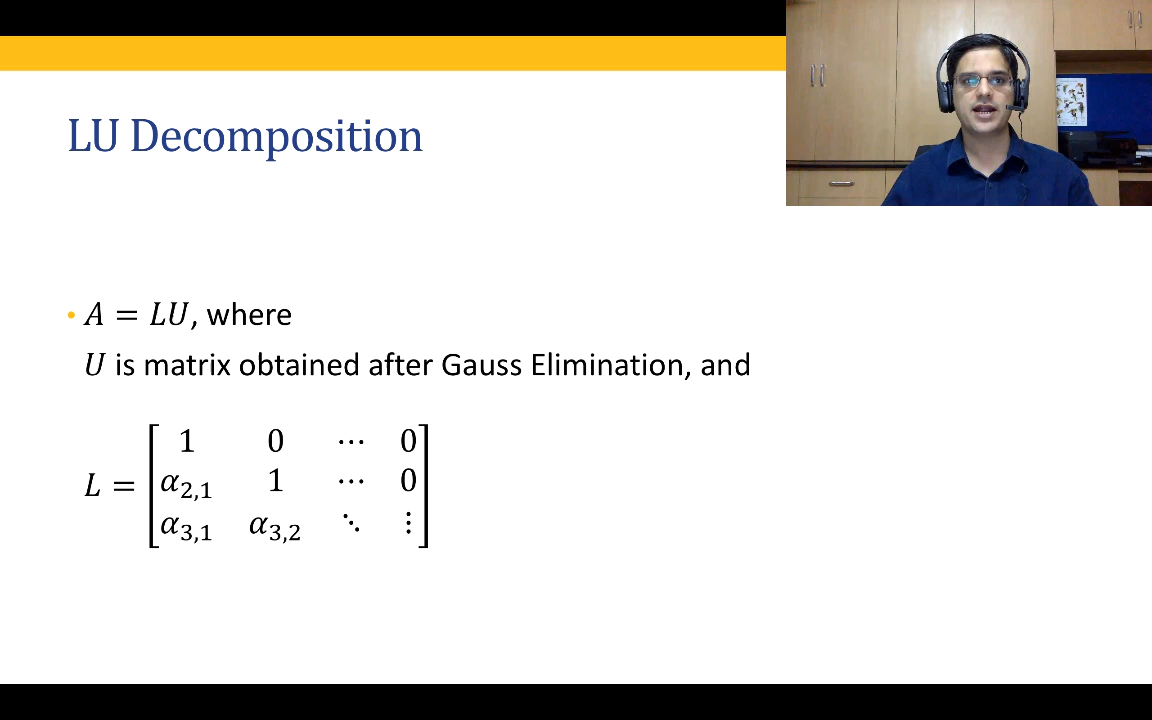 LU Decomposition
• A = LU, where
U is matrix obtained after Gauss Elimination, and
L = [ 1 0 ⋯ 0
α2,1 1 ⋯ 0
α3,1 α3,2 ⋱ ⋮ ]